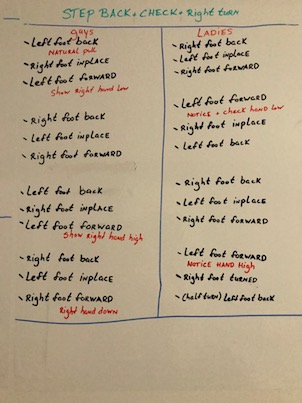 STEP BACK + CHECK + Right turn
guys
- Left foot back
NATURAL pull
- Right foot inplace
- Left foot FORWARD
Show Right hand low
- Right foot back
- Left foot inplace
- Right foot FORWARD
- Left foot BACK
- Right foot inplace
- Left foot FORWARD
Show Right hand high
- Right foot back
- Left foot inplace
- Right foot FORWARD
Right hand down
LADIES
- Right foot back
- Left foot inplace
- Right foot FORWARD
- Left foot FORWARD
NOTICE + check hand low
- Right foot inplace
- Left foot back
- Right foot BACK
- Left foot inplace
- Right foot FORWARD
- Left foot FORWARD
NOTICE HAND High
- Right foot TURNED
- (half turn) left foot BACK